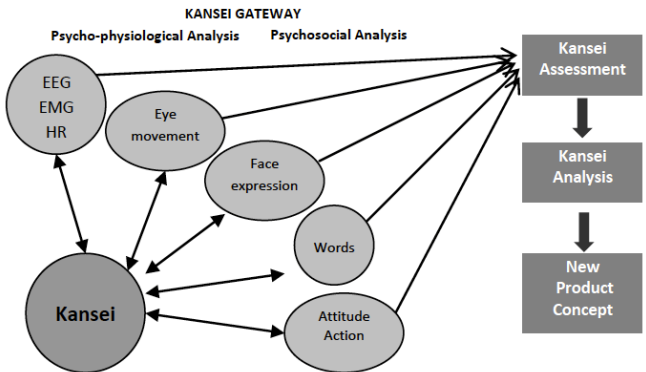 KANSEI GATEWAY
Psycho-physiological Analysis
Psychosocial Analysis
EEG
EMG
HR
Eye
movement
Face
expression
Words
Attitude
Action
Kansei
Kansei
Assessment
Kansei
Analysis
New
Product
Concept